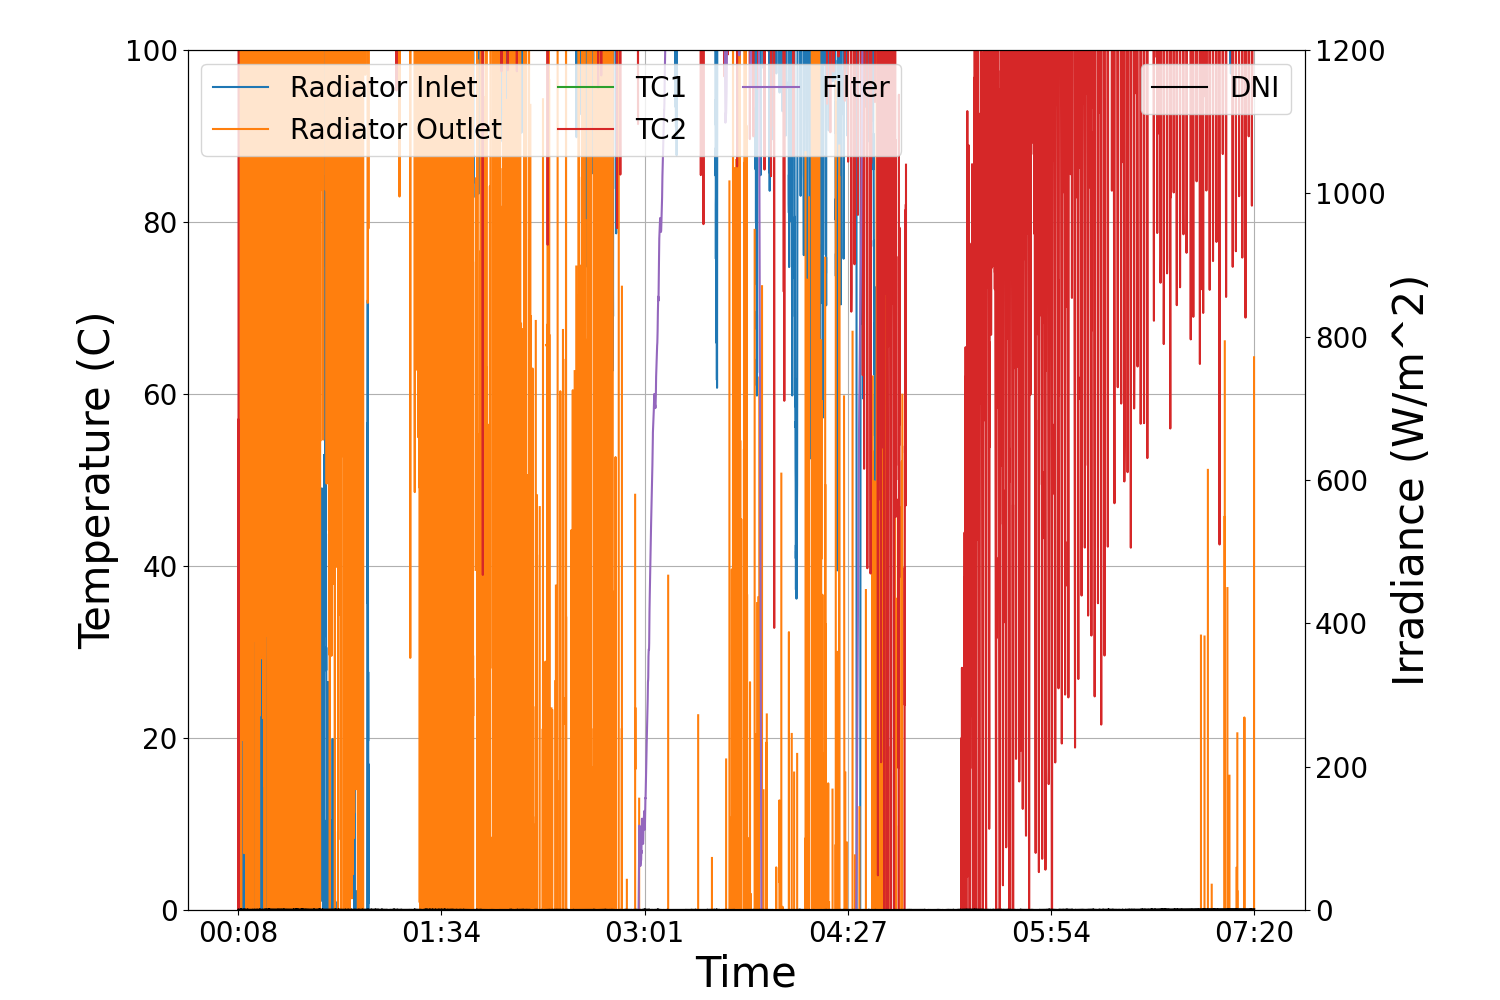 100
80
60
40
20
0
Temperature (C)
Radiator Inlet
Radiator Outlet
TC1
TC2
Filter
DNI
1200
1000
800
600
400
200
0
Irradiance (W/m^2)
00:08
01:34
03:01
04:27
05:54
07:20
Time